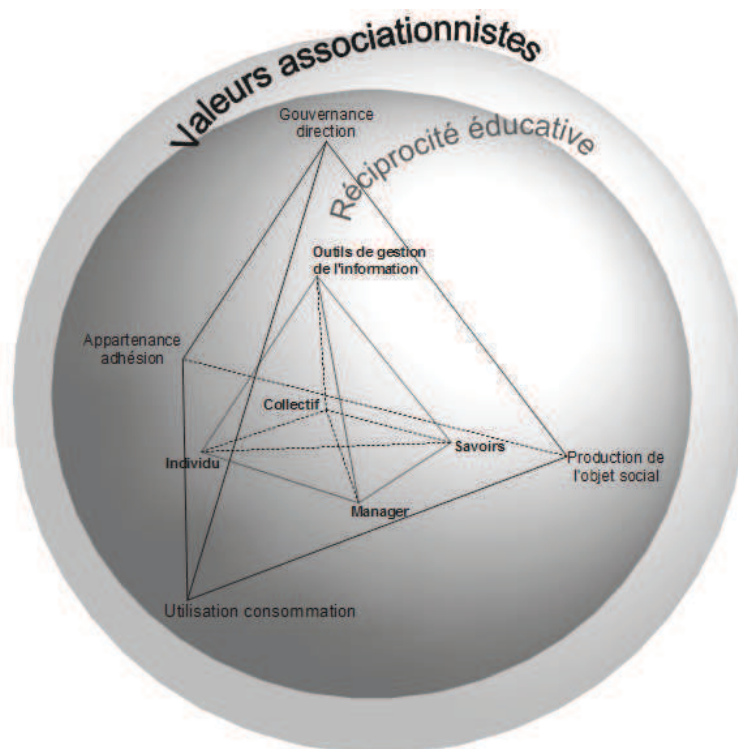 Valeurs associationnistes
Gouvernance
direction
Réciprocité éducative
Outils de gestion
de l'information
Appartenance
adhésion
Collectif
Savoirs
Individu
Production de
l'objet social
Manager
Utilisation consommation